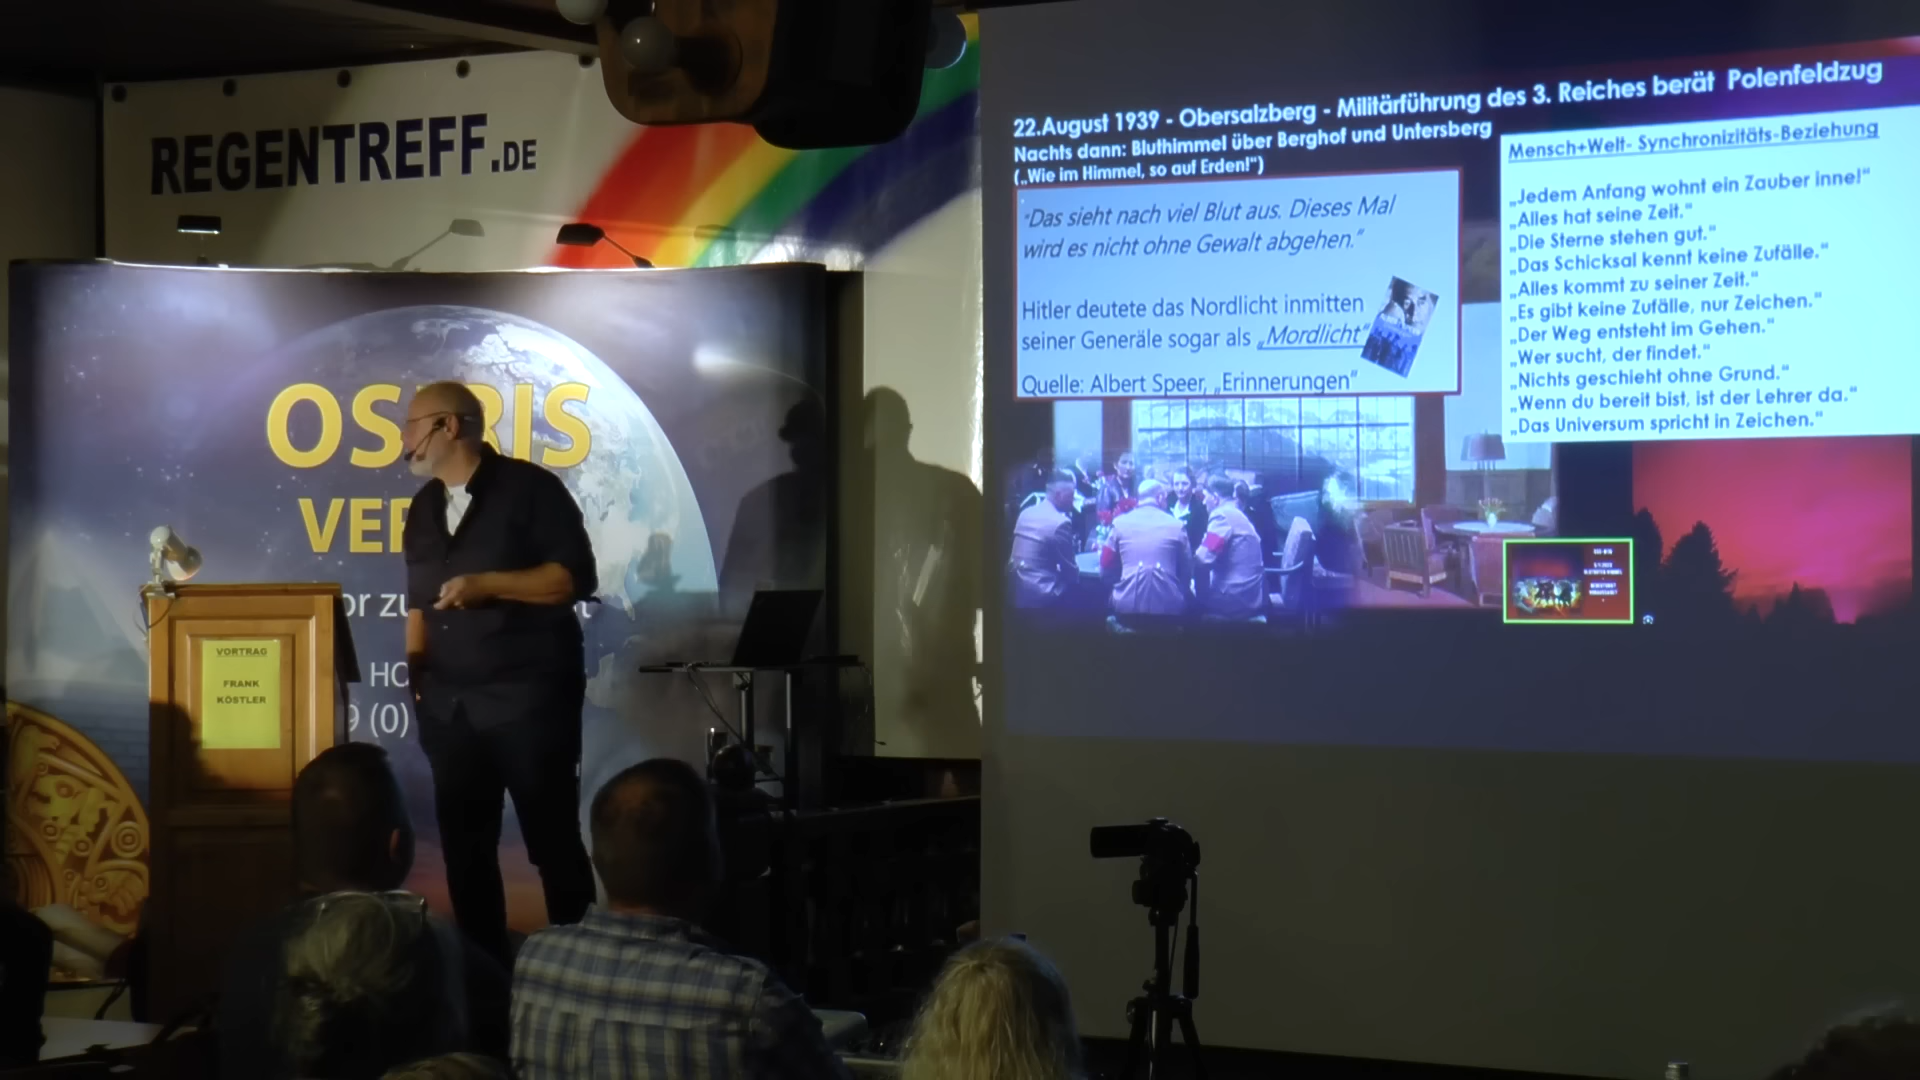 REGENTREFF.DE
OSIRIS
VER
or zu
HO
9 (0)
VORTRAG
FRANK
KÖSTLER
22.August 1939 - Obersalzberg - Militärführung des 3. Reiches berät Polenfeldzug
Nachts dann: Bluthimmel über Berghof und Untersberg
(„Wie im Himmel, so auf Erden!")
"Das sieht nach viel Blut aus. Dieses Mal
wird es nicht ohne Gewalt abgehen."
Hitler deutete das Nordlicht inmitten
seiner Generäle sogar als „Mordlicht"
Quelle: Albert Speer, „Erinnerungen"
Mensch+Welt- Synchronizitäts-Beziehung
„Jedem Anfang wohnt ein Zauber inne!"
„Alles hat seine Zeit."
„Die Sterne stehen gut."
„Das Schicksal kennt keine Zufälle."
„Alles kommt zu seiner Zeit."
„Es gibt keine Zufälle, nur Zeichen."
„Der Weg entsteht im Gehen."
„Wer sucht, der findet."
„Nichts geschieht ohne Grund."
„Wenn du bereit bist, ist der Lehrer da."
„Das Universum spricht in Zeichen."